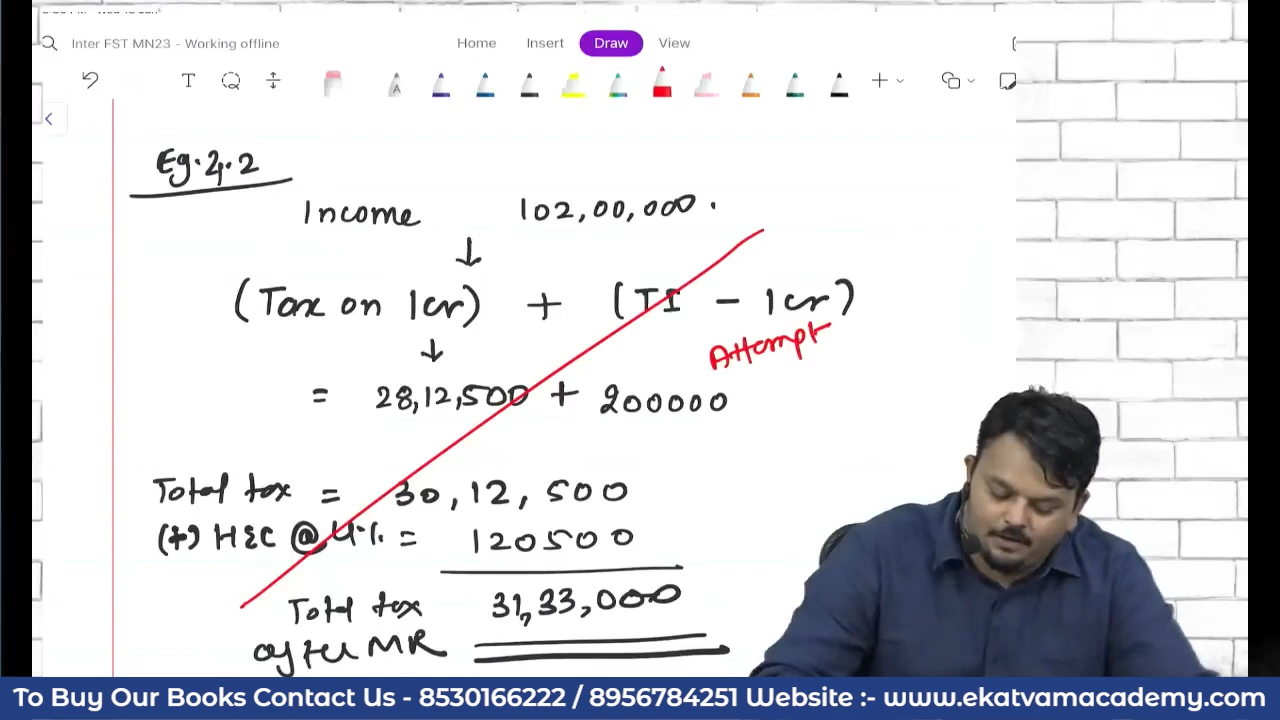 Inter FST MN23 - Working offline
Home Insert Draw View
Eg.4.2
Income 102,00,000.
↓
(Tax on 1cr) + (TI - 1cr)
Attempt
↓
= 28,12,500 + 200000
Total tax = 30,12,500
(+) H&C @ 4% = 120500
Total tax 31,33,000
after MR
To Buy Our Books Contact Us - 8530166222 / 8956784251 Website :- www.ekatvamacademy.com